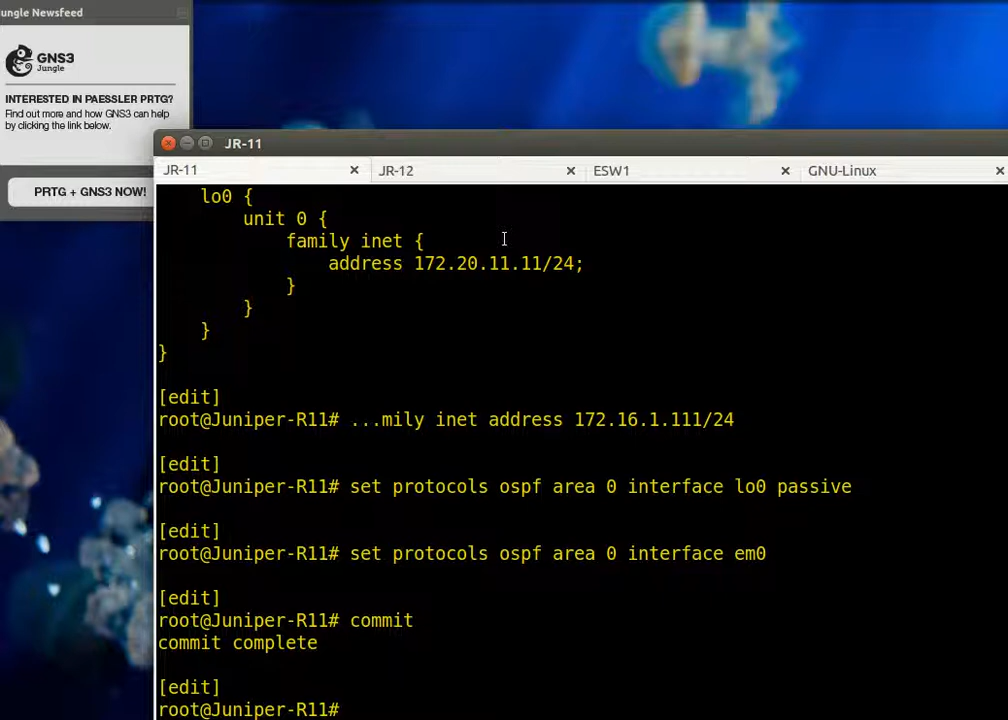 ungle Newsfeed
GNS3
Jungle
INTERESTED IN PAESSLER PRTG?
Find out more and how GNS3 can help
by clicking the link below.
PRTG + GNS3 NOW!
JR-11
JR-11 JR-12 ESW1 GNU-Linux
lo0 {
unit 0 {
family inet {
address 172.20.11.11/24;
}
}
}
}
[edit]
root@Juniper-R11# ...mily inet address 172.16.1.111/24
[edit]
root@Juniper-R11# set protocols ospf area 0 interface lo0 passive
[edit]
root@Juniper-R11# set protocols ospf area 0 interface em0
[edit]
root@Juniper-R11# commit
commit complete
[edit]
root@Juniper-R11#